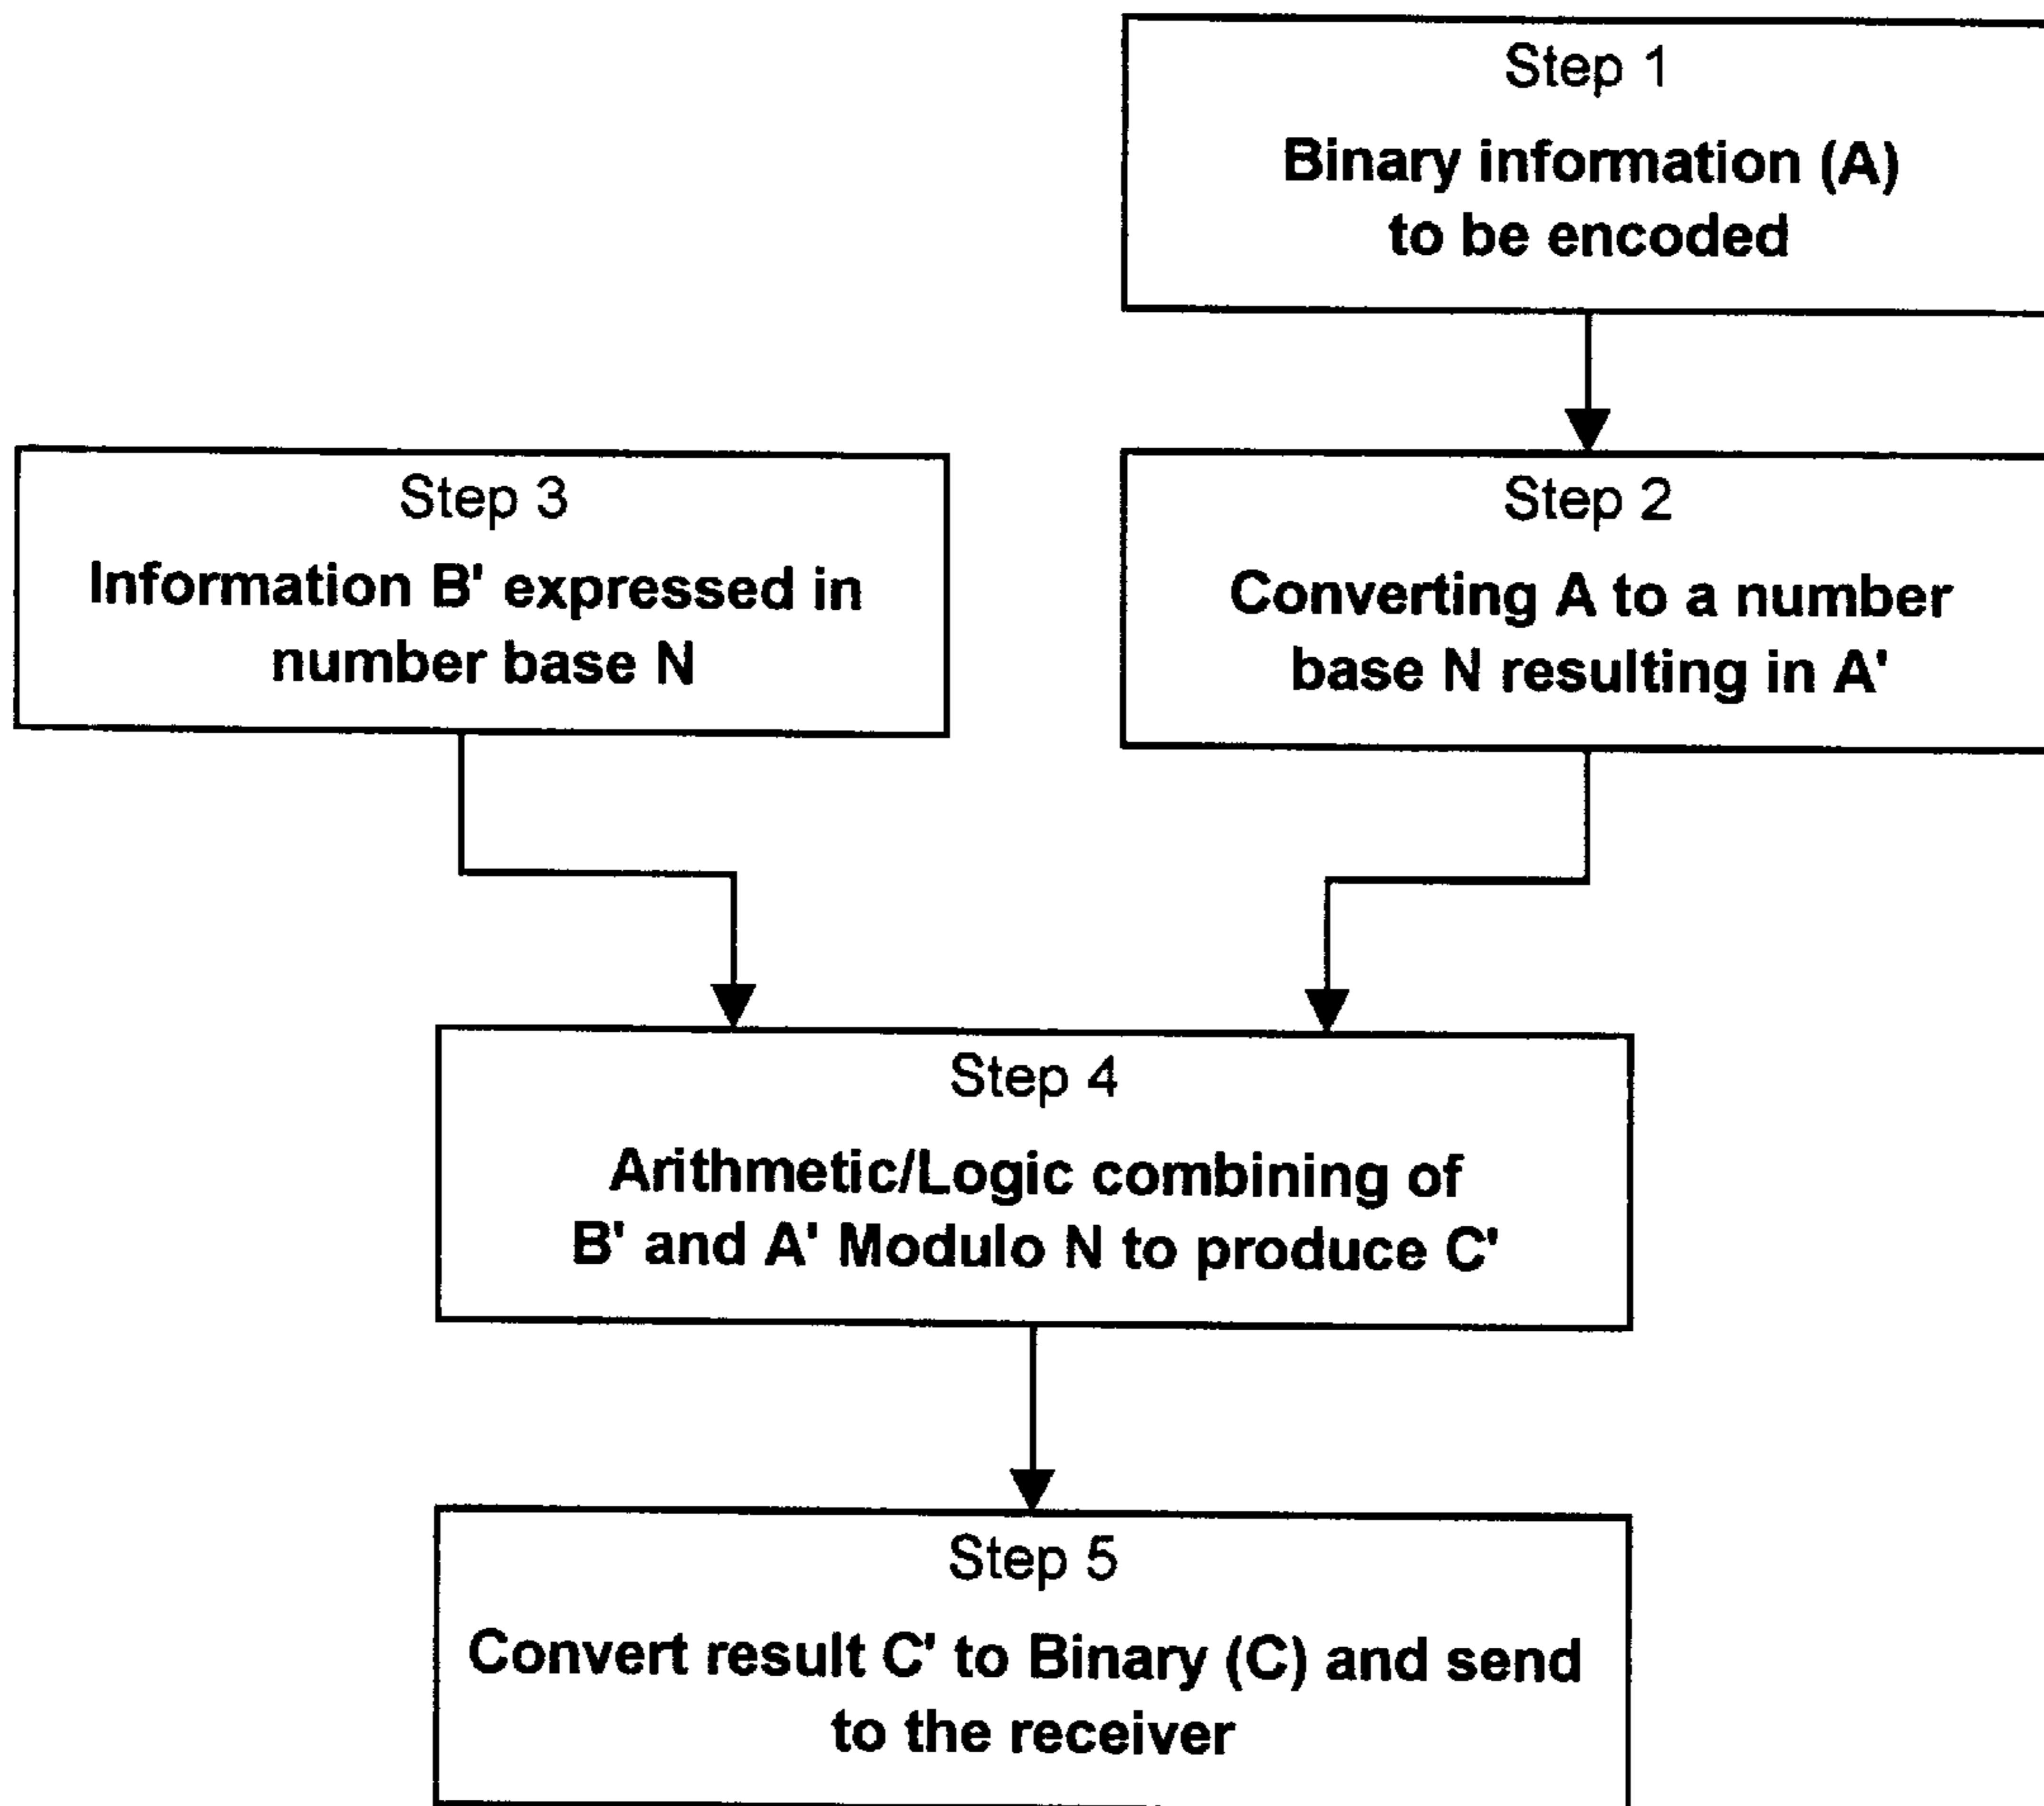 Step 1
Binary information (A)
to be encoded
Step 3
Information B' expressed in
number base N
Step 2
Converting A to a number
base N resulting in A'
Step 4
Arithmetic/Logic combining of
B' and A' Modulo N to produce C'
Step 5
Convert result C' to Binary (C) and send
to the receiver